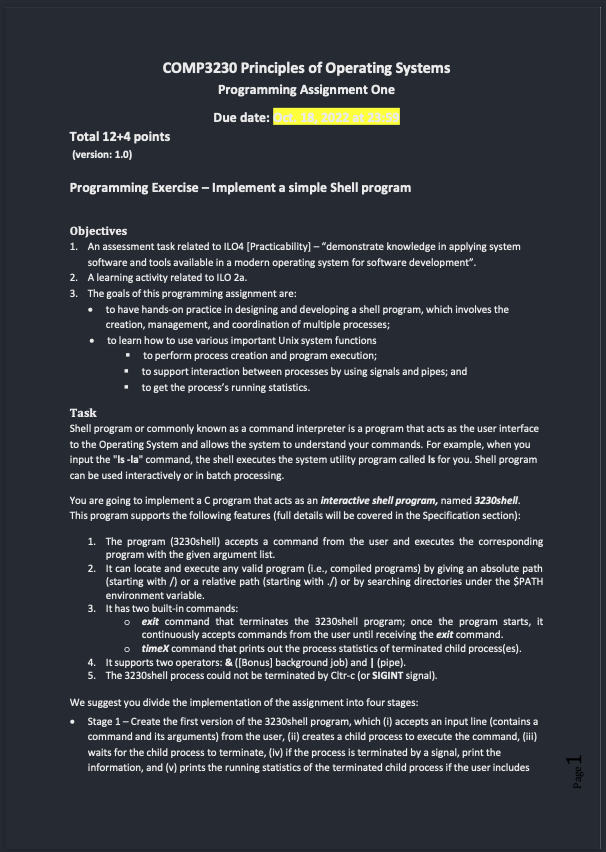 COMP3230 Principles of Operating Systems
Programming Assignment One
Due date: Oct. 18, 2022 at 23:59
Total 12+4 points
(version: 1.0)
Programming Exercise – Implement a simple Shell program
Objectives
1. An assessment task related to ILO4 [Practicability] – “demonstrate knowledge in applying system
software and tools available in a modern operating system for software development”.
2. A learning activity related to ILO 2a.
3. The goals of this programming assignment are:
• to have hands-on practice in designing and developing a shell program, which involves the
creation, management, and coordination of multiple processes;
• to learn how to use various important Unix system functions
▪ to perform process creation and program execution;
▪ to support interaction between processes by using signals and pipes; and
▪ to get the process’s running statistics.
Task
Shell program or commonly known as a command interpreter is a program that acts as the user interface
to the Operating System and allows the system to understand your commands. For example, when you
input the "ls -la" command, the shell executes the system utility program called ls for you. Shell program
can be used interactively or in batch processing.
You are going to implement a C program that acts as an interactive shell program, named 3230shell.
This program supports the following features (full details will be covered in the Specification section):
1. The program (3230shell) accepts a command from the user and executes the corresponding
program with the given argument list.
2. It can locate and execute any valid program (i.e., compiled programs) by giving an absolute path
(starting with /) or a relative path (starting with ./) or by searching directories under the $PATH
environment variable.
3. It has two built-in commands:
o exit command that terminates the 3230shell program; once the program starts, it
continuously accepts commands from the user until receiving the exit command.
o timeX command that prints out the process statistics of terminated child process(es).
4. It supports two operators: & ([Bonus] background job) and | (pipe).
5. The 3230shell process could not be terminated by Cltr-c (or SIGINT signal).
We suggest you divide the implementation of the assignment into four stages:
• Stage 1 – Create the first version of the 3230shell program, which (i) accepts an input line (contains a
command and its arguments) from the user, (ii) creates a child process to execute the command, (iii)
waits for the child process to terminate, (iv) if the process is terminated by a signal, print the
information, and (v) prints the running statistics of the terminated child process if the user includes
Page 1